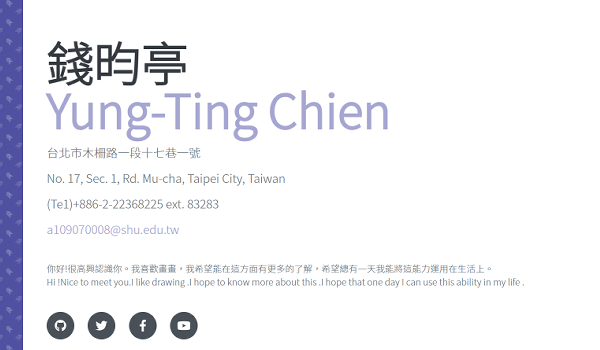 錢昀亭
Yung-Ting Chien
台北市木柵路一段十七巷一號
No. 17, Sec. 1, Rd. Mu-cha, Taipei City, Taiwan
(Te1)+886-2-22368225 ext. 83283
a109070008@shu.edu.tw
你好!很高興認識你。我喜歡畫畫，我希望能在這方面有更多的了解，希望總有一天我能將這能力運用在生活上。
Hi !Nice to meet you.I like drawing .I hope to know more about this .I hope that one day I can use this ability in my life .